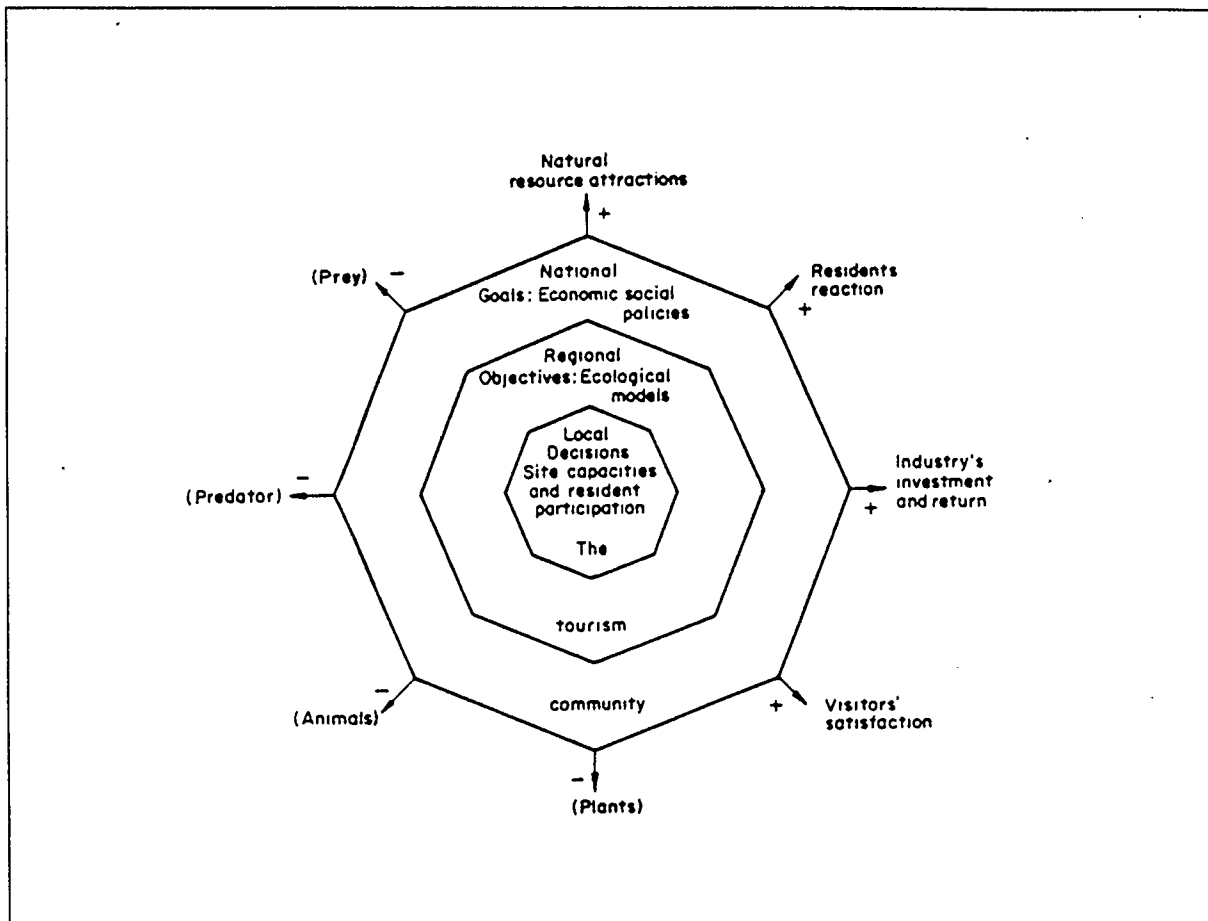 Natural
resource attractions
+
(Prey) −
Residents
reaction
+
National
Goals: Economic social
policies
Regional
Objectives: Ecological
models
Local
Decisions
Site capacities
and resident
participation
The
(Predator) −
Industry's
investment
and return
+
tourism
community
−
(Animals)
+
Visitors'
satisfaction
−
(Plants)